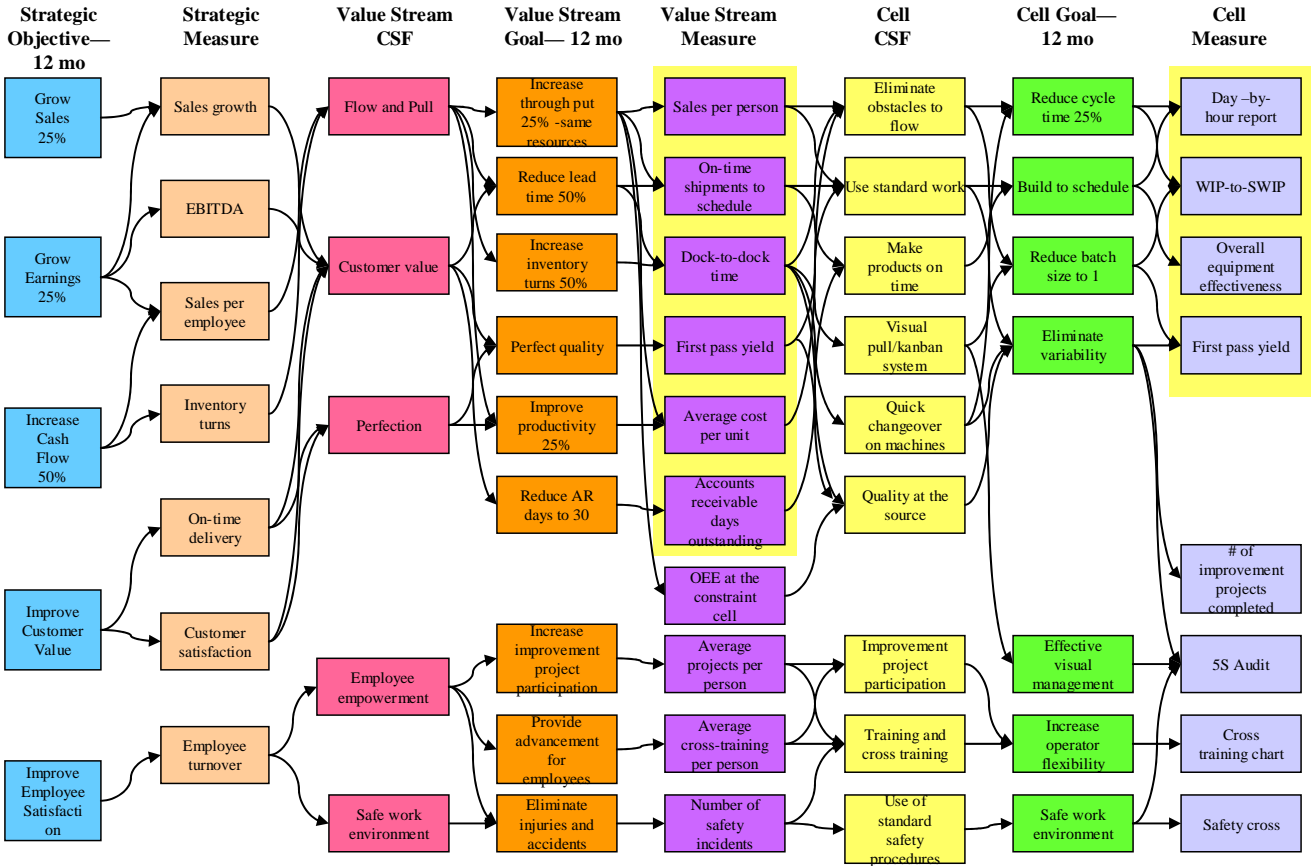 Strategic
Objective—
12 mo
Strategic
Measure
Value Stream
CSF
Value Stream
Goal— 12 mo
Value Stream
Measure
Cell
CSF
Cell Goal—
12 mo
Cell
Measure
Grow
Sales
25%
Grow
Earnings
25%
Increase
Cash
Flow
50%
Improve
Customer
Value
Improve
Employee
Satisfacti
on
Sales growth
EBITDA
Sales per
employee
Inventory
turns
On-time
delivery
Customer
satisfaction
Employee
turnover
Flow and Pull
Customer value
Perfection
Employee
empowerment
Safe work
environment
Increase
through put
25% -same
resources
Reduce lead
time 50%
Increase
inventory
turns 50%
Perfect quality
Improve
productivity
25%
Reduce AR
days to 30
Increase
improvement
project
participation
Provide
advancement
for
employees
Eliminate
injuries and
accidents
Sales per person
On-time
shipments to
schedule
Dock-to-dock
time
First pass yield
Average cost
per unit
Accounts
receivable
days
outstanding
OEE at the
constraint
cell
Average
projects per
person
Average
cross-training
per person
Number of
safety
incidents
Eliminate
obstacles to
flow
Use standard work
Make
products on
time
Visual
pull/kanban
system
Quick
changeover
on machines
Quality at the
source
Improvement
project
participation
Training and
cross training
Use of
standard
safety
procedures
Reduce cycle
time 25%
Build to schedule
Reduce batch
size to 1
Eliminate
variability
Effective
visual
management
Increase
operator
flexibility
Safe work
environment
Day –by-
hour report
WIP-to-SWIP
Overall
equipment
effectiveness
First pass yield
# of
improvement
projects
completed
5S Audit
Cross
training chart
Safety cross